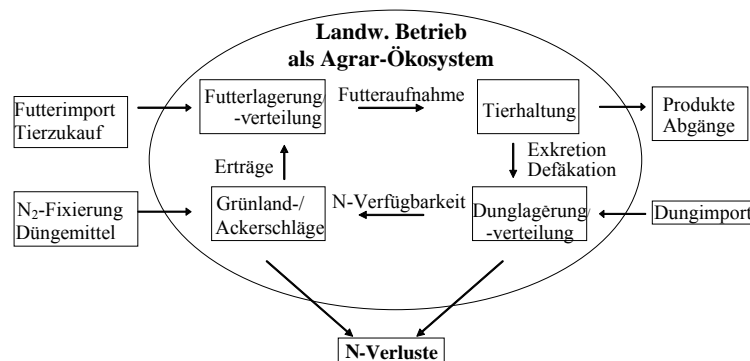 Landw. Betrieb
als Agrar-Ökosystem
Futterimport
Tierzukauf
Futterlagerung/
-verteilung
Futteraufnahme
Tierhaltung
Produkte
Abgänge
Erträge
Exkretion
Defäkation
N₂-Fixierung
Düngemittel
Grünland-/
Ackerschläge
N-Verfügbarkeit
Dunglagerung/
-verteilung
Dungimport
N-Verluste